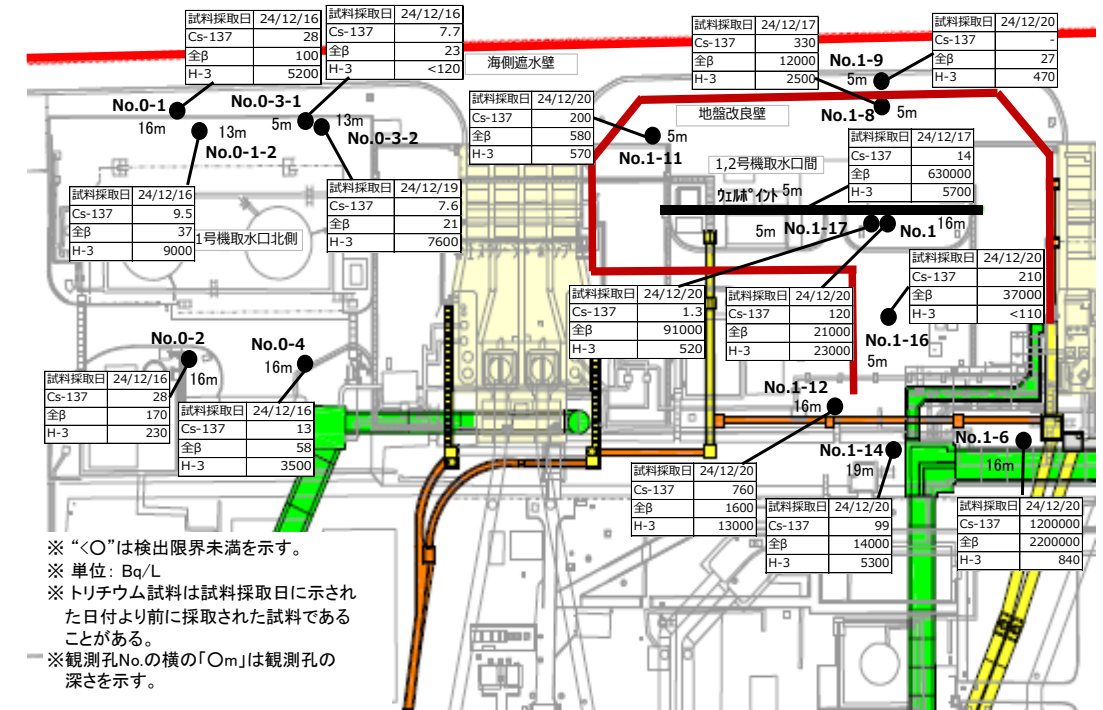 試料採取日 24/12/16
Cs-137 28
全β 100
H-3 5200
試料採取日 24/12/16
Cs-137 7.7
全β 23
H-3 <120
海側遮水壁
試料採取日 24/12/17
Cs-137 330
全β 12000
H-3 2500
試料採取日 24/12/20
Cs-137 -
全β 27
H-3 470
No.1-9
5m
No.1-8
5m
地盤改良壁
No.0-1
16m
No.0-3-1
5m
13m
No.0-3-2
13m
No.0-1-2
試料採取日 24/12/20
Cs-137 200
全β 580
H-3 570
5m
No.1-11
1,2号機取水口間
試料採取日 24/12/17
Cs-137 14
全β 630000
H-3 5700
ウェルポイント 5m
試料採取日 24/12/16
Cs-137 9.5
全β 37
H-3 9000
1号機取水口北側
試料採取日 24/12/19
Cs-137 7.6
全β 21
H-3 7600
5m No.1-17
No.1 16m
試料採取日 24/12/20
Cs-137 210
全β 37000
H-3 <110
試料採取日 24/12/20
Cs-137 1.3
全β 91000
H-3 520
試料採取日 24/12/20
Cs-137 120
全β 21000
H-3 23000
No.1-16
5m
No.0-2
16m
No.0-4
16m
試料採取日 24/12/16
Cs-137 28
全β 170
H-3 230
試料採取日 24/12/16
Cs-137 13
全β 58
H-3 3500
No.1-12
16m
No.1-14
19m
No.1-6
16m
試料採取日 24/12/20
Cs-137 760
全β 1600
H-3 13000
試料採取日 24/12/20
Cs-137 99
全β 14000
H-3 5300
試料採取日 24/12/20
Cs-137 1200000
全β 2200000
H-3 840
※ “<○”は検出限界未満を示す。
※ 単位: Bq/L
※ トリチウム試料は試料採取日に示され
た日付より前に採取された試料である
ことがある。
※観測孔No.の横の「○m」は観測孔の
深さを示す。